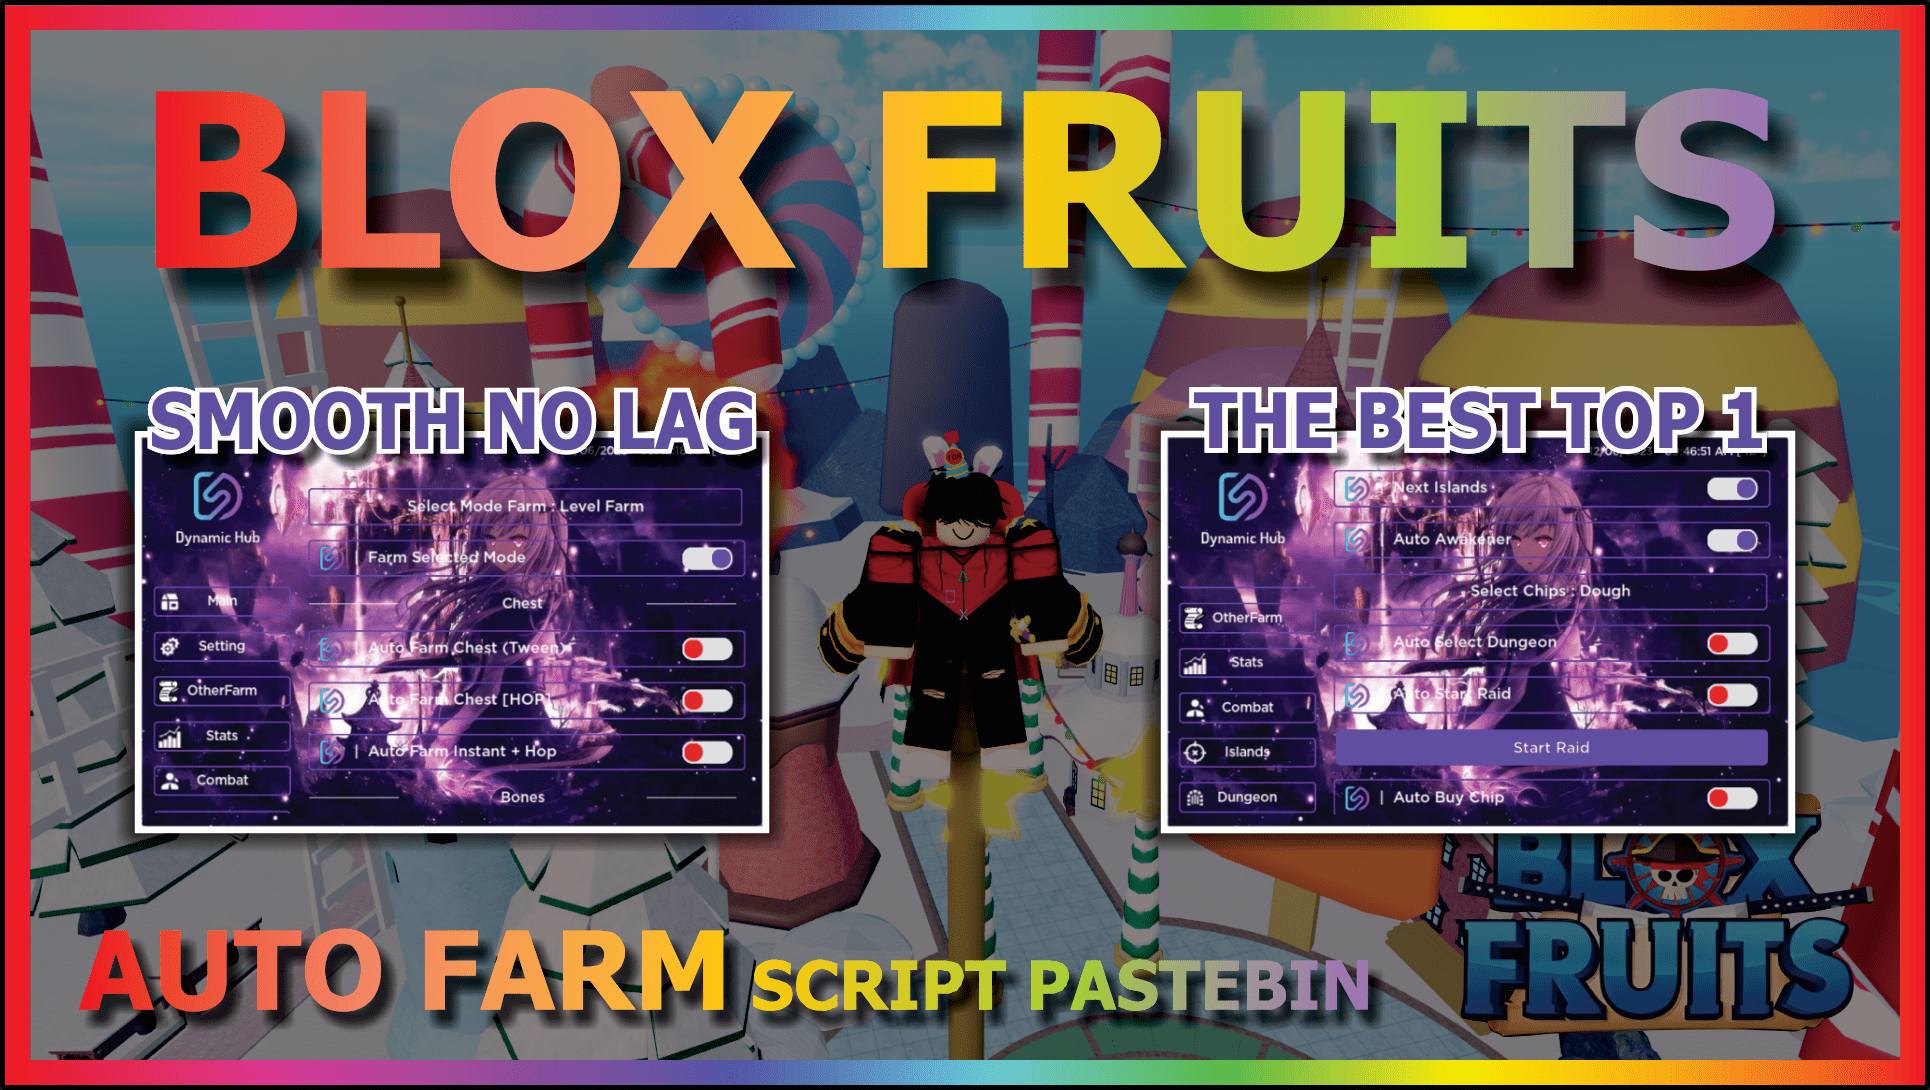 BLOX FRUITS
SMOOTH NO LAG
Dynamic Hub
Main
Setting
OtherFarm
Stats
Combat
Select Mode Farm : Level Farm
Farm Selected Mode
Chest
| Auto Farm Chest (Tween)
Auto Farm Chest [HOP]
| Auto Farm Instant + Hop
Bones
THE BEST TOP 1
:46:51
Dynamic Hub
OtherFarm
Stats
Combat
Islands
Dungeon
Next Islands
| Auto Awakener
Select Chips : Dough
| Auto Select Dungeon
Auto Start Raid
Start Raid
| Auto Buy Chip
AUTO FARM SCRIPT PASTEBIN
BLOX
FRUITS